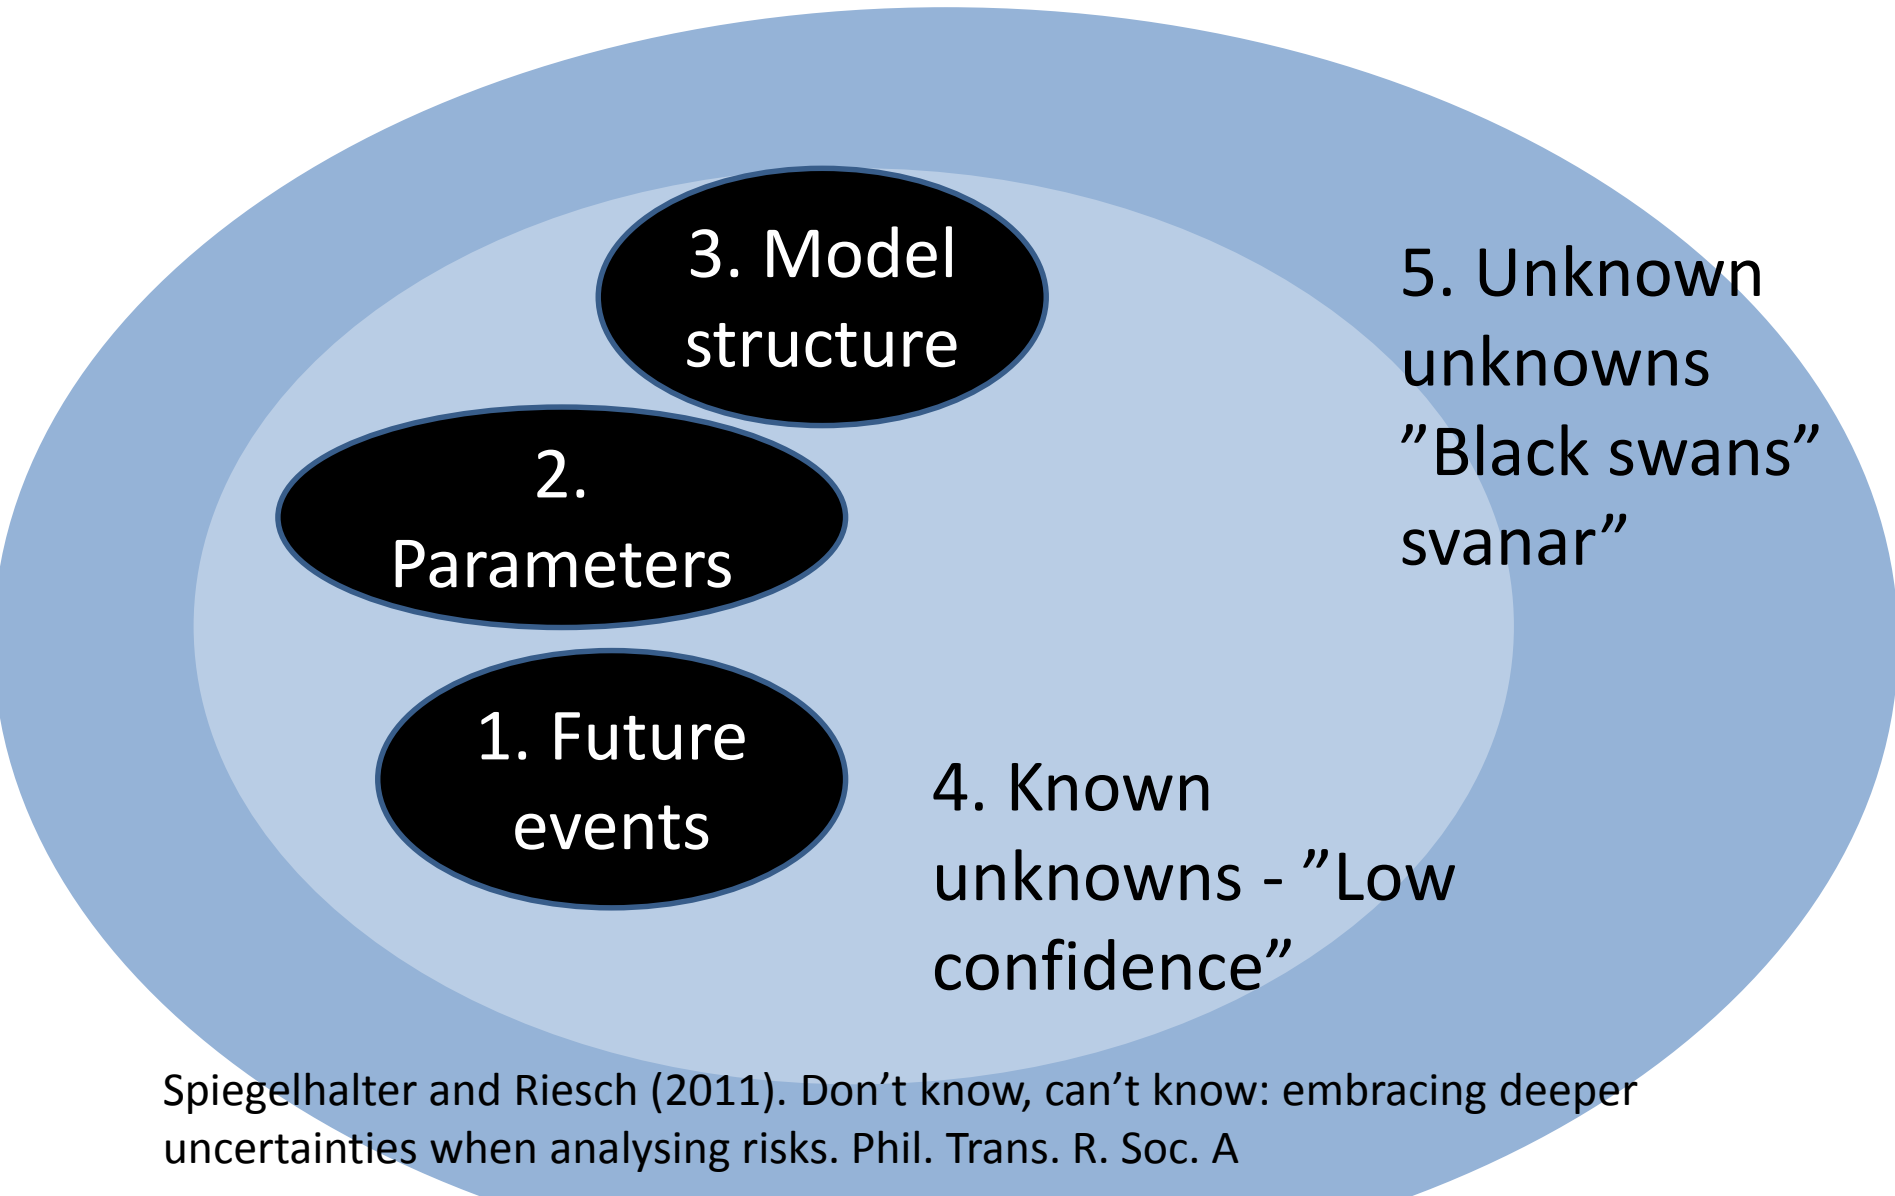 3. Model
structure
2.
Parameters
1. Future
events
5. Unknown
unknowns
”Black swans”
svanar”
4. Known
unknowns - ”Low
confidence”
Spiegelhalter and Riesch (2011). Don’t know, can’t know: embracing deeper
uncertainties when analysing risks. Phil. Trans. R. Soc. A